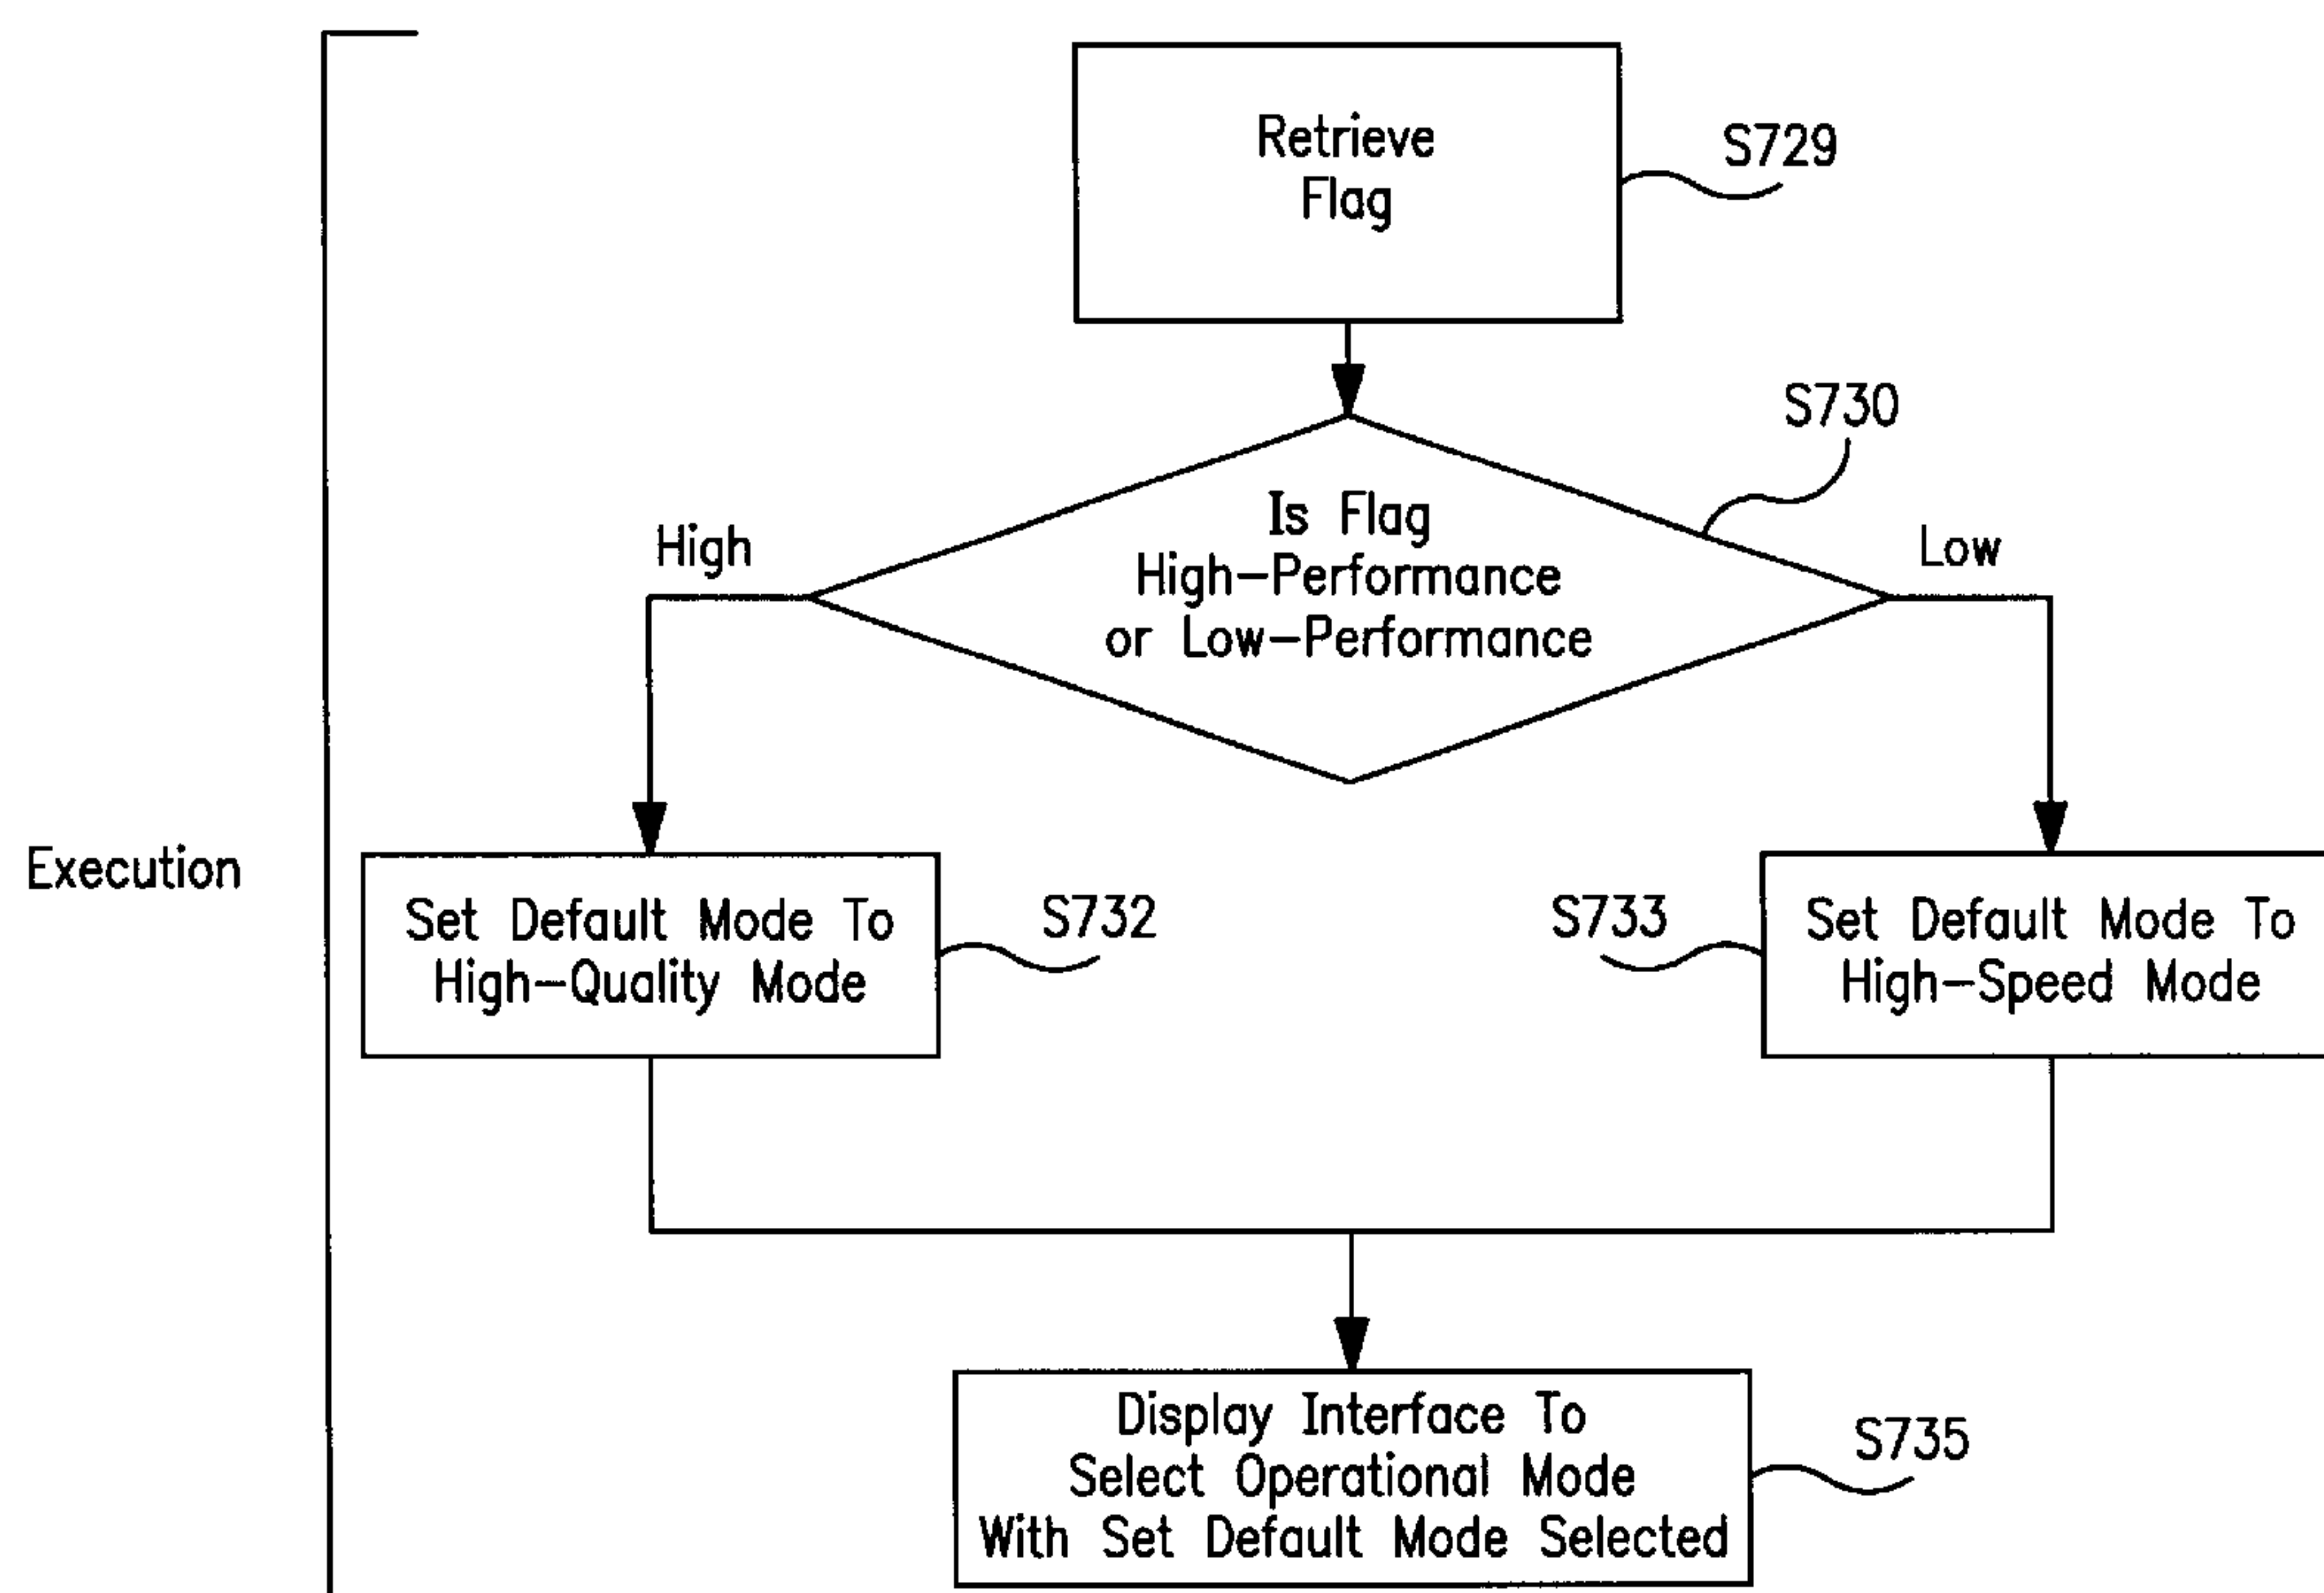 Retrieve
Flag
S729
S730
Is Flag
High-Performance
or Low-Performance
High
Low
Execution
Set Default Mode To
High-Quality Mode
S732
S733
Set Default Mode To
High-Speed Mode
Display Interface To
Select Operational Mode
With Set Default Mode Selected
S735